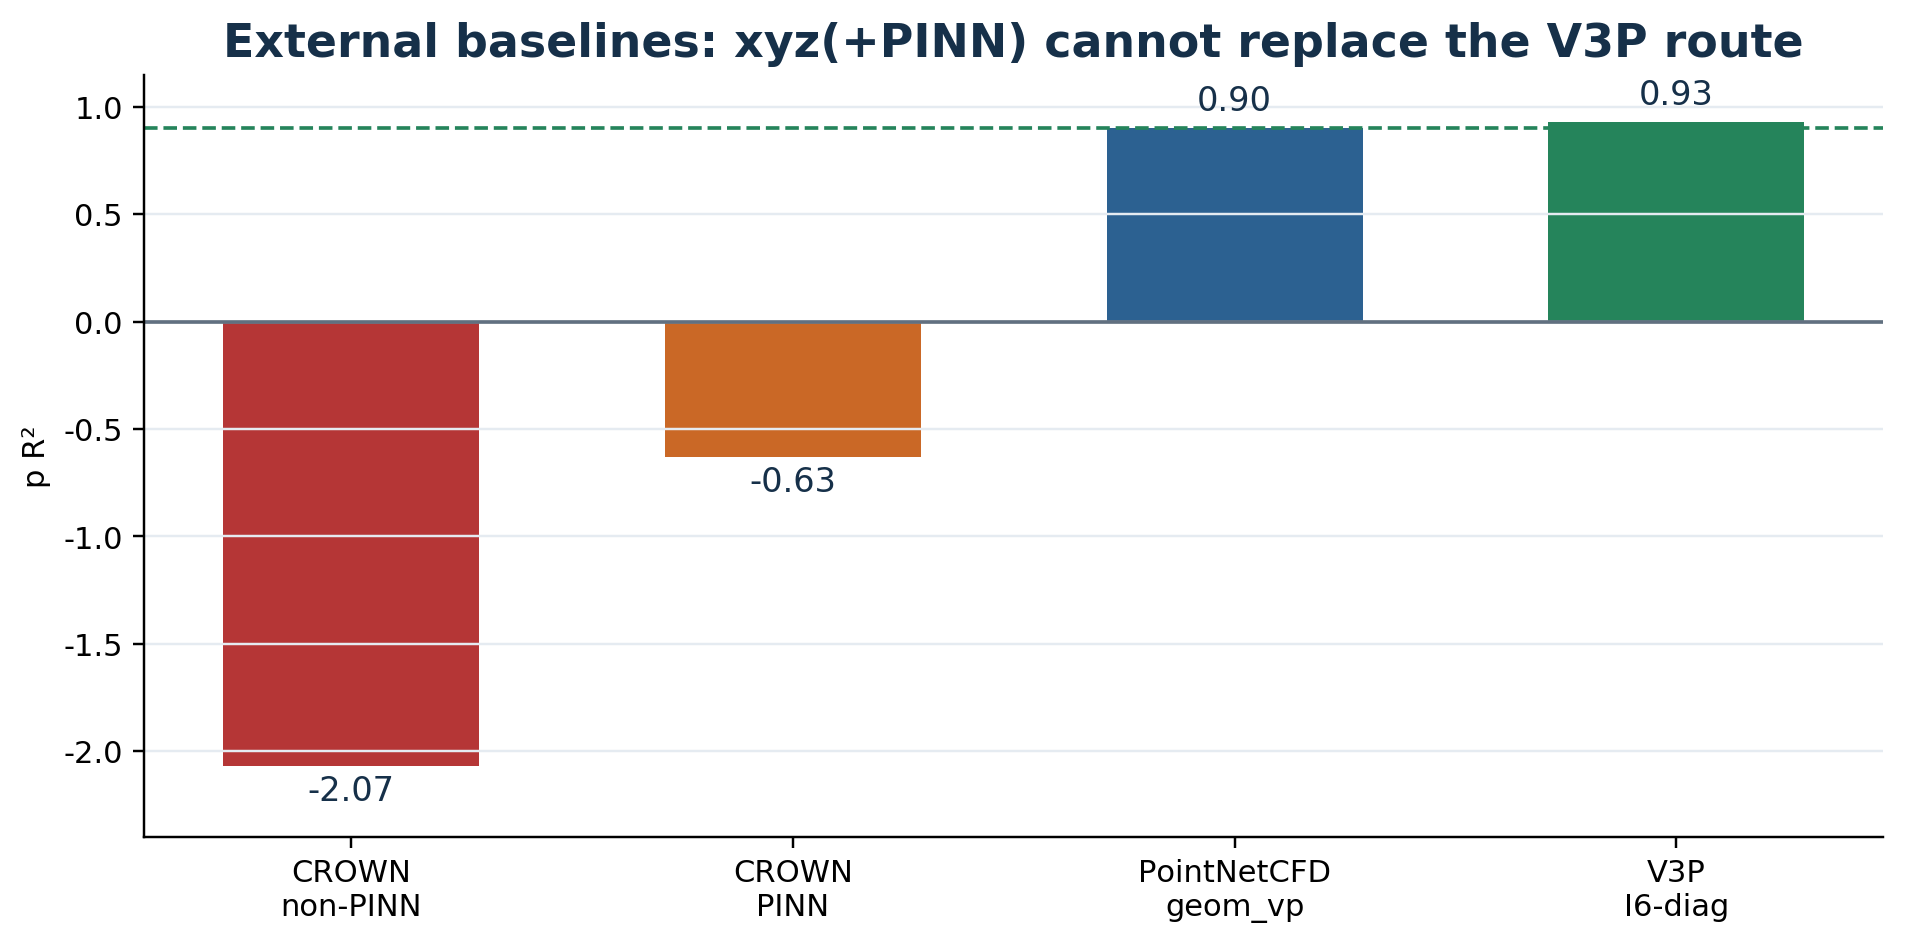 External baselines: xyz(+PINN) cannot replace the V3P route
p R²
1.0
0.5
0.0
-0.5
-1.0
-1.5
-2.0
-2.07
-0.63
0.90
0.93
CROWN
non-PINN
CROWN
PINN
PointNetCFD
geom_vp
V3P
I6-diag